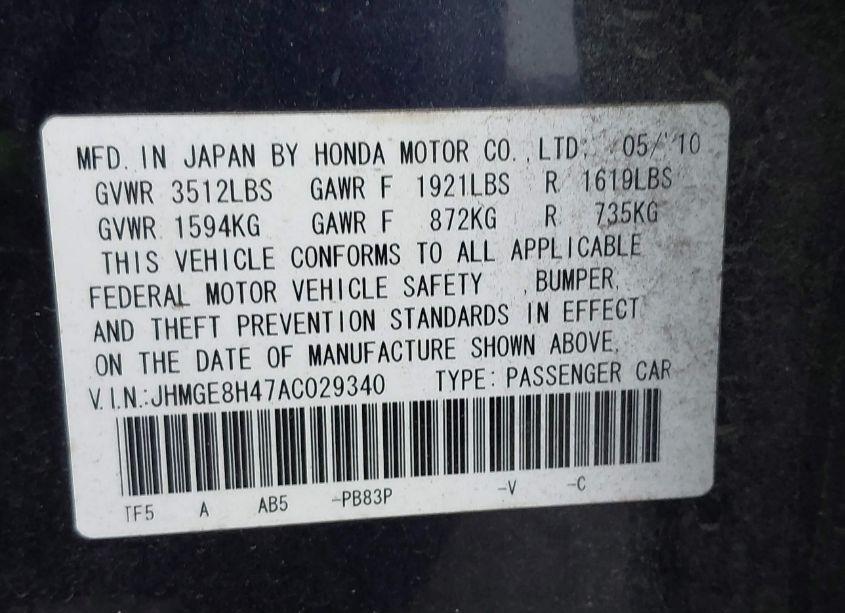 MFD. IN JAPAN BY HONDA MOTOR CO., LTD. 05/'10
GVWR 3512LBS GAWR F 1921LBS R 1619LBS
GVWR 1594KG GAWR F 872KG R 735KG
THIS VEHICLE CONFORMS TO ALL APPLICABLE
FEDERAL MOTOR VEHICLE SAFETY , BUMPER,
AND THEFT PREVENTION STANDARDS IN EFFECT
ON THE DATE OF MANUFACTURE SHOWN ABOVE.
V.I.N.:JHMGE8H47AC029340 TYPE: PASSENGER CAR
TF5 A AB5 -PB83P -V -C